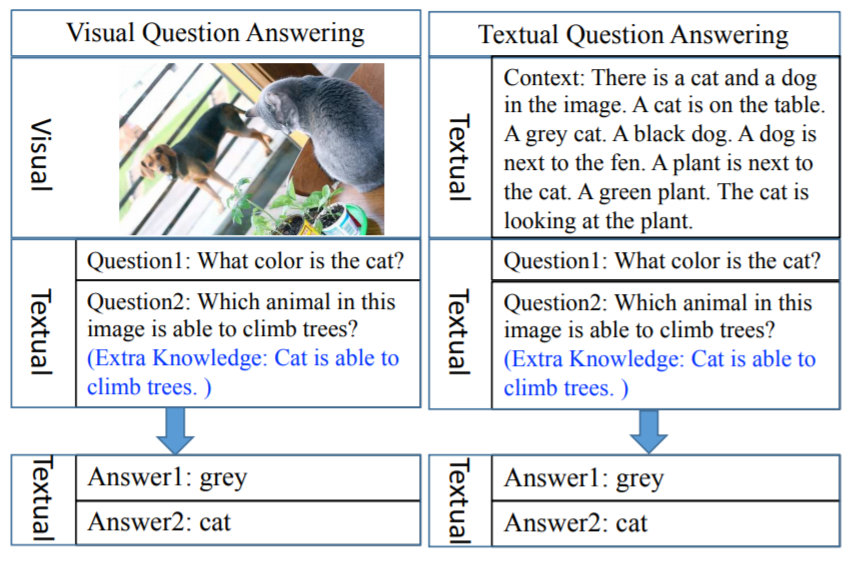 Visual Question Answering
Visual
Textual
Question1: What color is the cat?
Question2: Which animal in this
image is able to climb trees?
(Extra Knowledge: Cat is able to
climb trees. )
Textual
Answer1: grey
Answer2: cat
Textual Question Answering
Textual
Context: There is a cat and a dog
in the image. A cat is on the table.
A grey cat. A black dog. A dog is
next to the fen. A plant is next to
the cat. A green plant. The cat is
looking at the plant.
Textual
Question1: What color is the cat?
Question2: Which animal in this
image is able to climb trees?
(Extra Knowledge: Cat is able to
climb trees. )
Textual
Answer1: grey
Answer2: cat